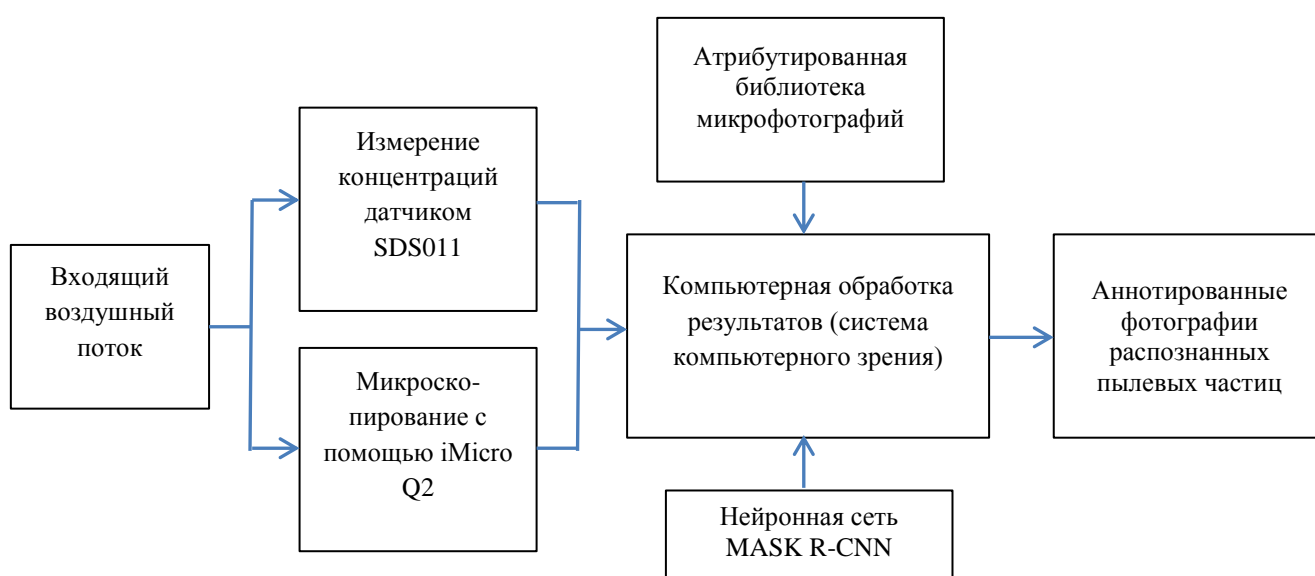 Входящий
воздушный
поток
Измерение
концентраций
датчиком
SDS011
Микроско-
пирование с
помощью iMicro
Q2
Атрибутированная
библиотека
микрофотографий
Компьютерная обработка
результатов (система
компьютерного зрения)
Нейронная сеть
MASK R-CNN
Аннотированные
фотографии
распознанных
пылевых частиц